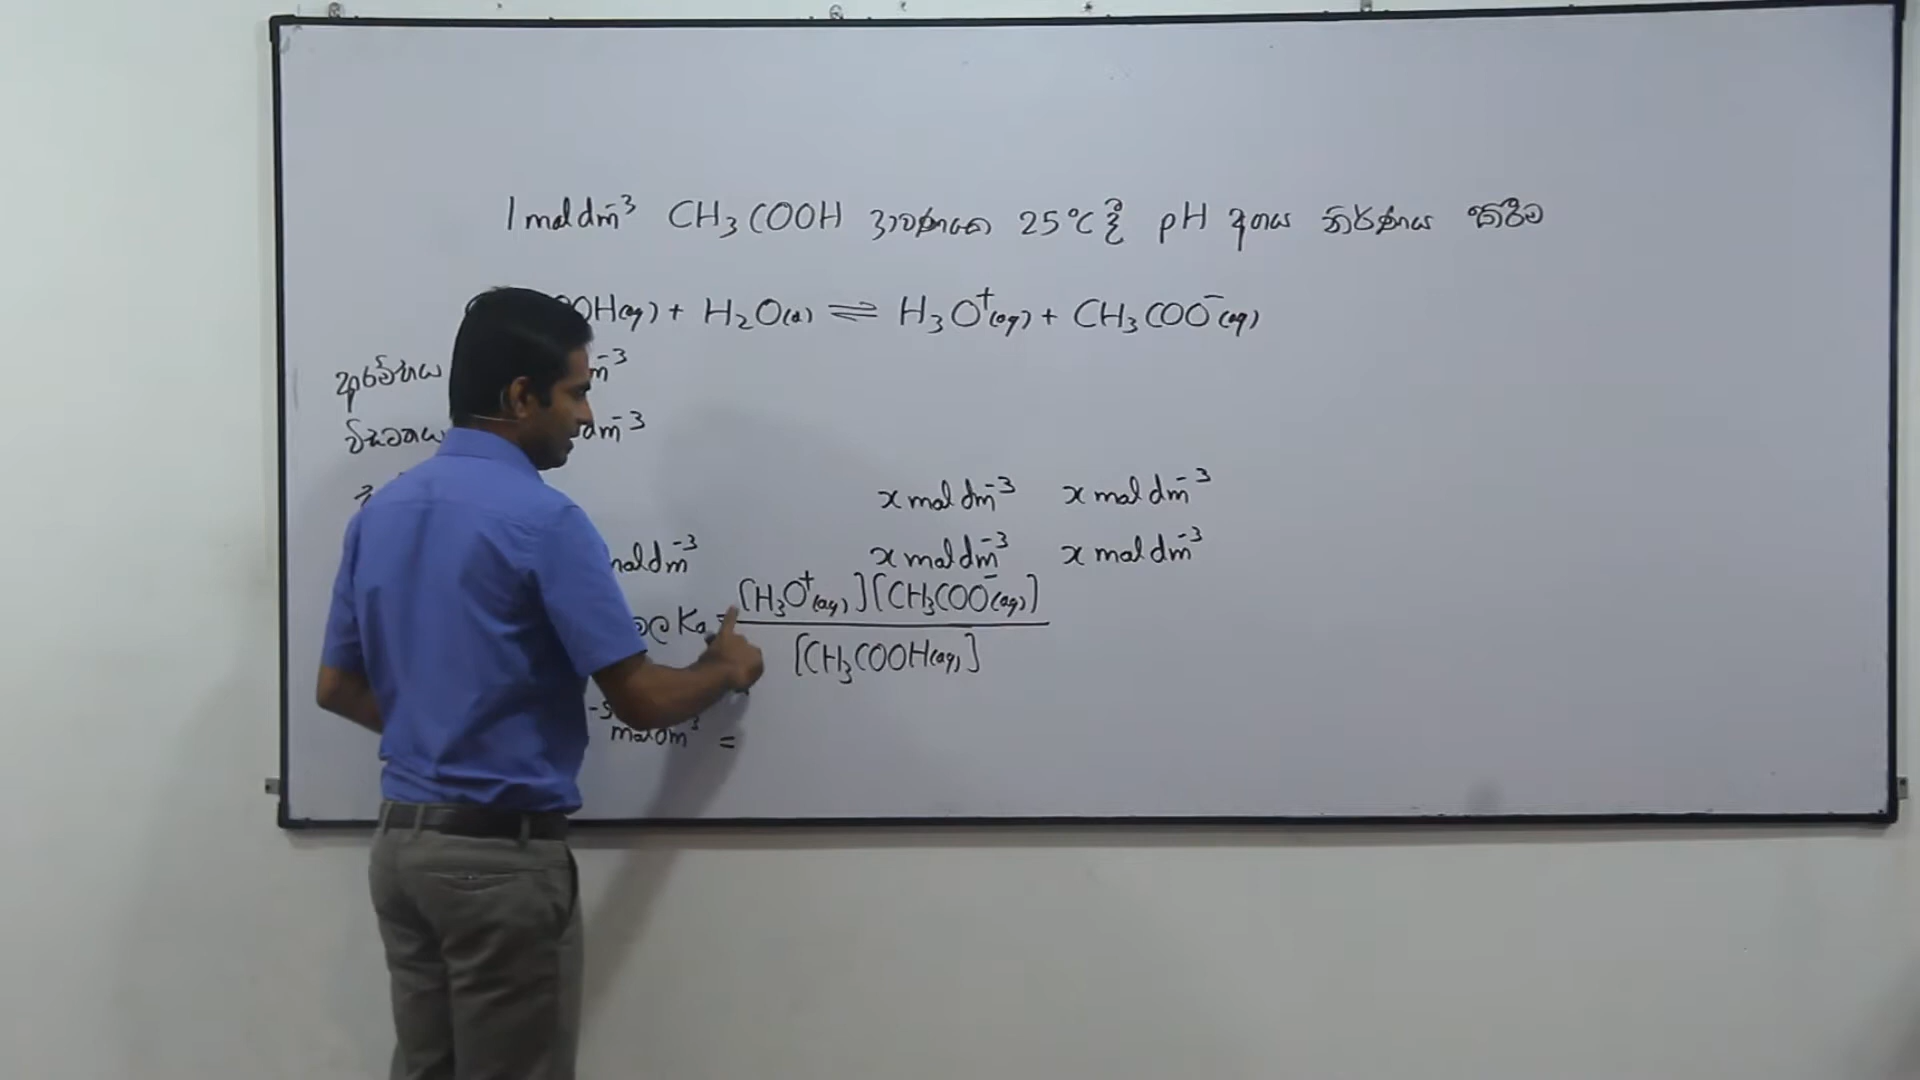 1 mol dm⁻³ CH₃COOH ද්‍රාවණයක 25°C දී pH අගය නිර්ණය කිරීම
OOH(aq) + H₂O(l) ⇌ H₃O⁺(aq) + CH₃COO⁻(aq)
ආරම්භය m⁻³
විඝටනය dm⁻³
x mol dm⁻³ x mol dm⁻³
mol dm⁻³ x mol dm⁻³ x mol dm⁻³
Ka = [H₃O⁺(aq)][CH₃COO⁻(aq)]
[CH₃COOH(aq)]
mol dm⁻³ =